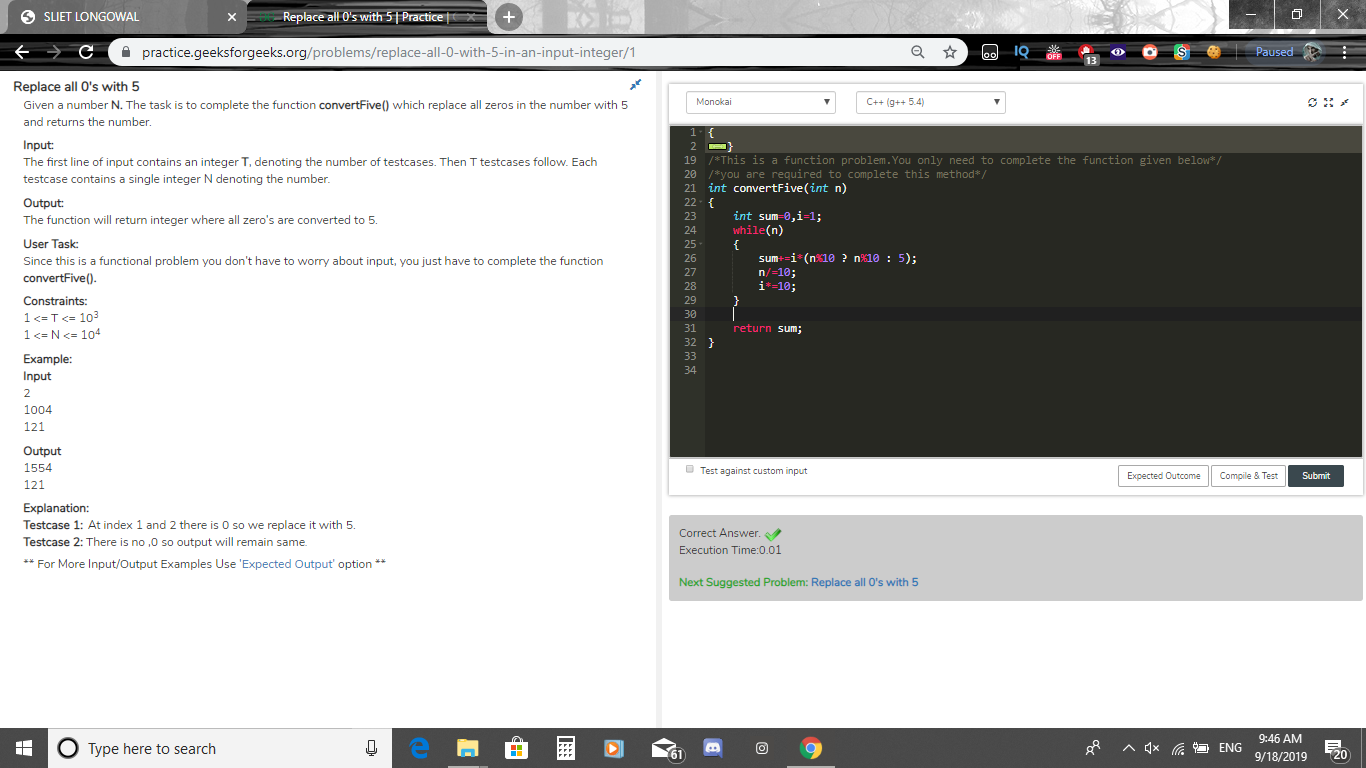 SLIET LONGOWAL
Replace all 0's with 5 | Practice |
practice.geeksforgeeks.org/problems/replace-all-0-with-5-in-an-input-integer/1
IQ
OFF
13
S
Paused
Replace all 0's with 5
Given a number N. The task is to complete the function convertFive() which replace all zeros in the number with 5
and returns the number.
Input:
The first line of input contains an integer T, denoting the number of testcases. Then T testcases follow. Each
testcase contains a single integer N denoting the number.
Output:
The function will return integer where all zero's are converted to 5.
User Task:
Since this is a functional problem you don't have to worry about input, you just have to complete the function
convertFive().
Constraints:
1 <= T <= 10³
1 <= N <= 10⁴
Example:
Input
2
1004
121
Output
1554
121
Explanation:
Testcase 1: At index 1 and 2 there is 0 so we replace it with 5.
Testcase 2: There is no ,0 so output will remain same.
** For More Input/Output Examples Use 'Expected Output' option **
Monokai
C++ (g++ 5.4)
1 {
2 }
19 /*This is a function problem.You only need to complete the function given below*/
20 /*you are required to complete this method*/
21 int convertFive(int n)
22 {
23 int sum=0,i=1;
24 while(n)
25 {
26 sum+=i*(n%10 ? n%10 : 5);
27 n/=10;
28 i*=10;
29 }
30
31 return sum;
32 }
33
34
Test against custom input
Expected Outcome
Compile & Test
Submit
Correct Answer.
Execution Time:0.01
Next Suggested Problem: Replace all 0's with 5
Type here to search
61
ENG
9:46 AM
9/18/2019
20